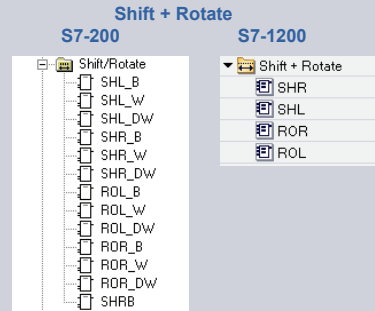 Shift + Rotate
S7-200
S7-1200
Shift/Rotate
SHL_B
SHL_W
SHL_DW
SHR_B
SHR_W
SHR_DW
ROL_B
ROL_W
ROL_DW
ROR_B
ROR_W
ROR_DW
SHRB
Shift + Rotate
SHR
SHL
ROR
ROL